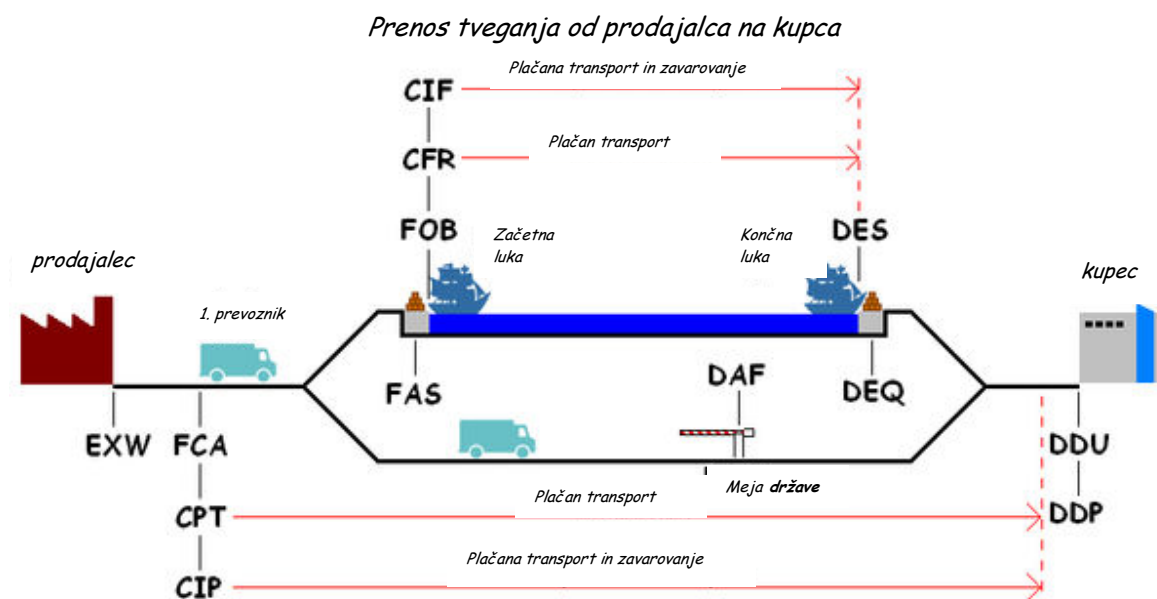 Prenos tveganja od prodajalca na kupca
Plačana transport in zavarovanje
CIF
Plačan transport
CFR
FOB
Začetna
luka
Končna
luka
DES
prodajalec
kupec
1. prevoznik
FAS
DAF
DEQ
EXW
FCA
DDU
Meja države
Plačan transport
CPT
DDP
Plačana transport in zavarovanje
CIP